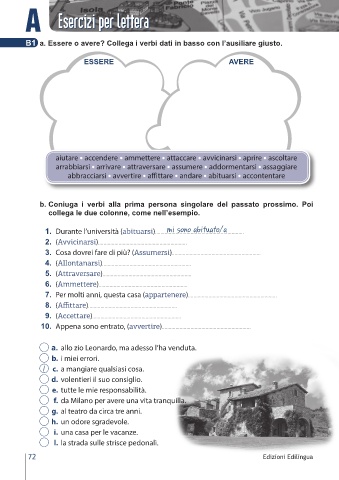 A Esercizi per lettera
B1 a. Essere o avere? Collega i verbi dati in basso con l'ausiliare giusto.
ESSERE AVERE
aiutare • accendere • ammettere • attaccare • avvicinarsi • aprire • ascoltare
arrabbiarsi • arrivare • attraversare • assumere • addormentarsi • assaggiare
abbracciarsi • avvertire • affittare • andare • abituarsi • accontentare
b. Coniuga i verbi alla prima persona singolare del passato prossimo. Poi
collega le due colonne, come nell'esempio.
1. Durante l'università (abituarsi) mi sono abituato/a
2. (Avvicinarsi)
3. Cosa dovrei fare di più? (Assumersi)
4. (Allontanarsi)
5. (Attraversare)
6. (Ammettere)
7. Per molti anni, questa casa (appartenere)
8. (Affittare)
9. (Accettare)
10. Appena sono entrato, (avvertire)
a. allo zio Leonardo, ma adesso l'ha venduta.
b. i miei errori.
1 c. a mangiare qualsiasi cosa.
d. volentieri il suo consiglio.
e. tutte le mie responsabilità.
f. da Milano per avere una vita tranquilla.
g. al teatro da circa tre anni.
h. un odore sgradevole.
i. una casa per le vacanze.
l. la strada sulle strisce pedonali.
72 Edizioni Edilingua